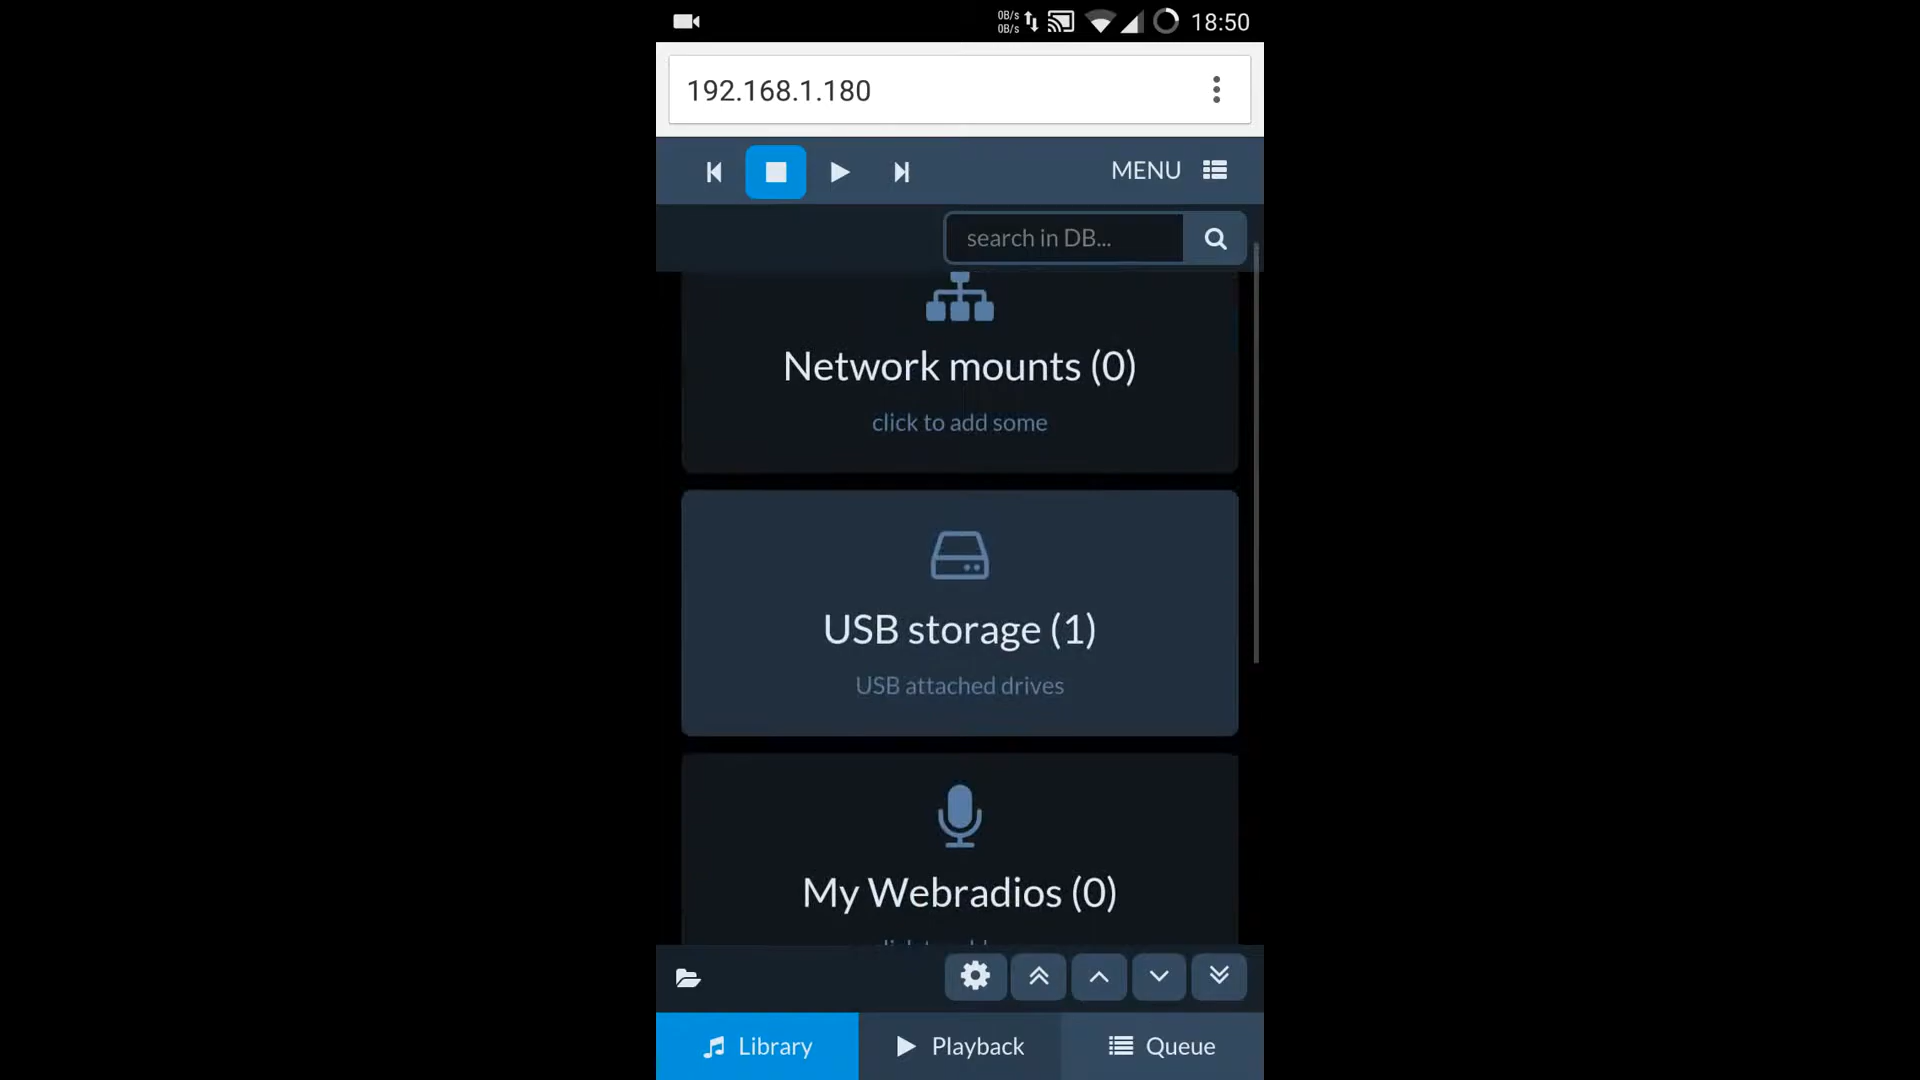 0B/s
0B/s
18:50
192.168.1.180
MENU
search in DB...
Network mounts (0)
click to add some
USB storage (1)
USB attached drives
My Webradios (0)
Library
Playback
Queue